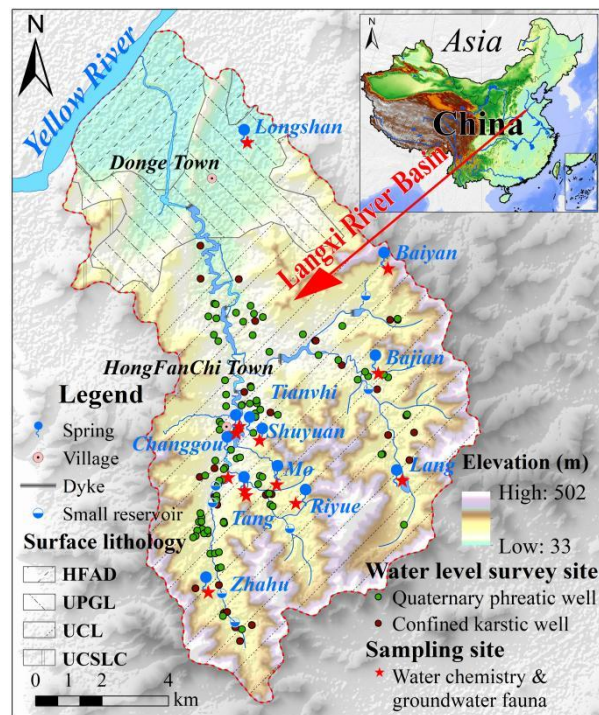 N
Yellow River
Longshan
Donge Town
N
Asia
China
Langxi River Basin
Baiyan
HongFanChi Town
Bajian
Tianvhi
Shuyuan
Changgou
Mo
Lang
Riyue
Tang
Zhahu
Legend
Spring
Village
Dyke
Small reservoir
Surface lithology
HFAD
UPGL
UCL
UCSLC
0 2 4
km
Elevation (m)
High: 502
Low: 33
Water level survey site
Quaternary phreatic well
Confined karstic well
Sampling site
Water chemistry &
groundwater fauna